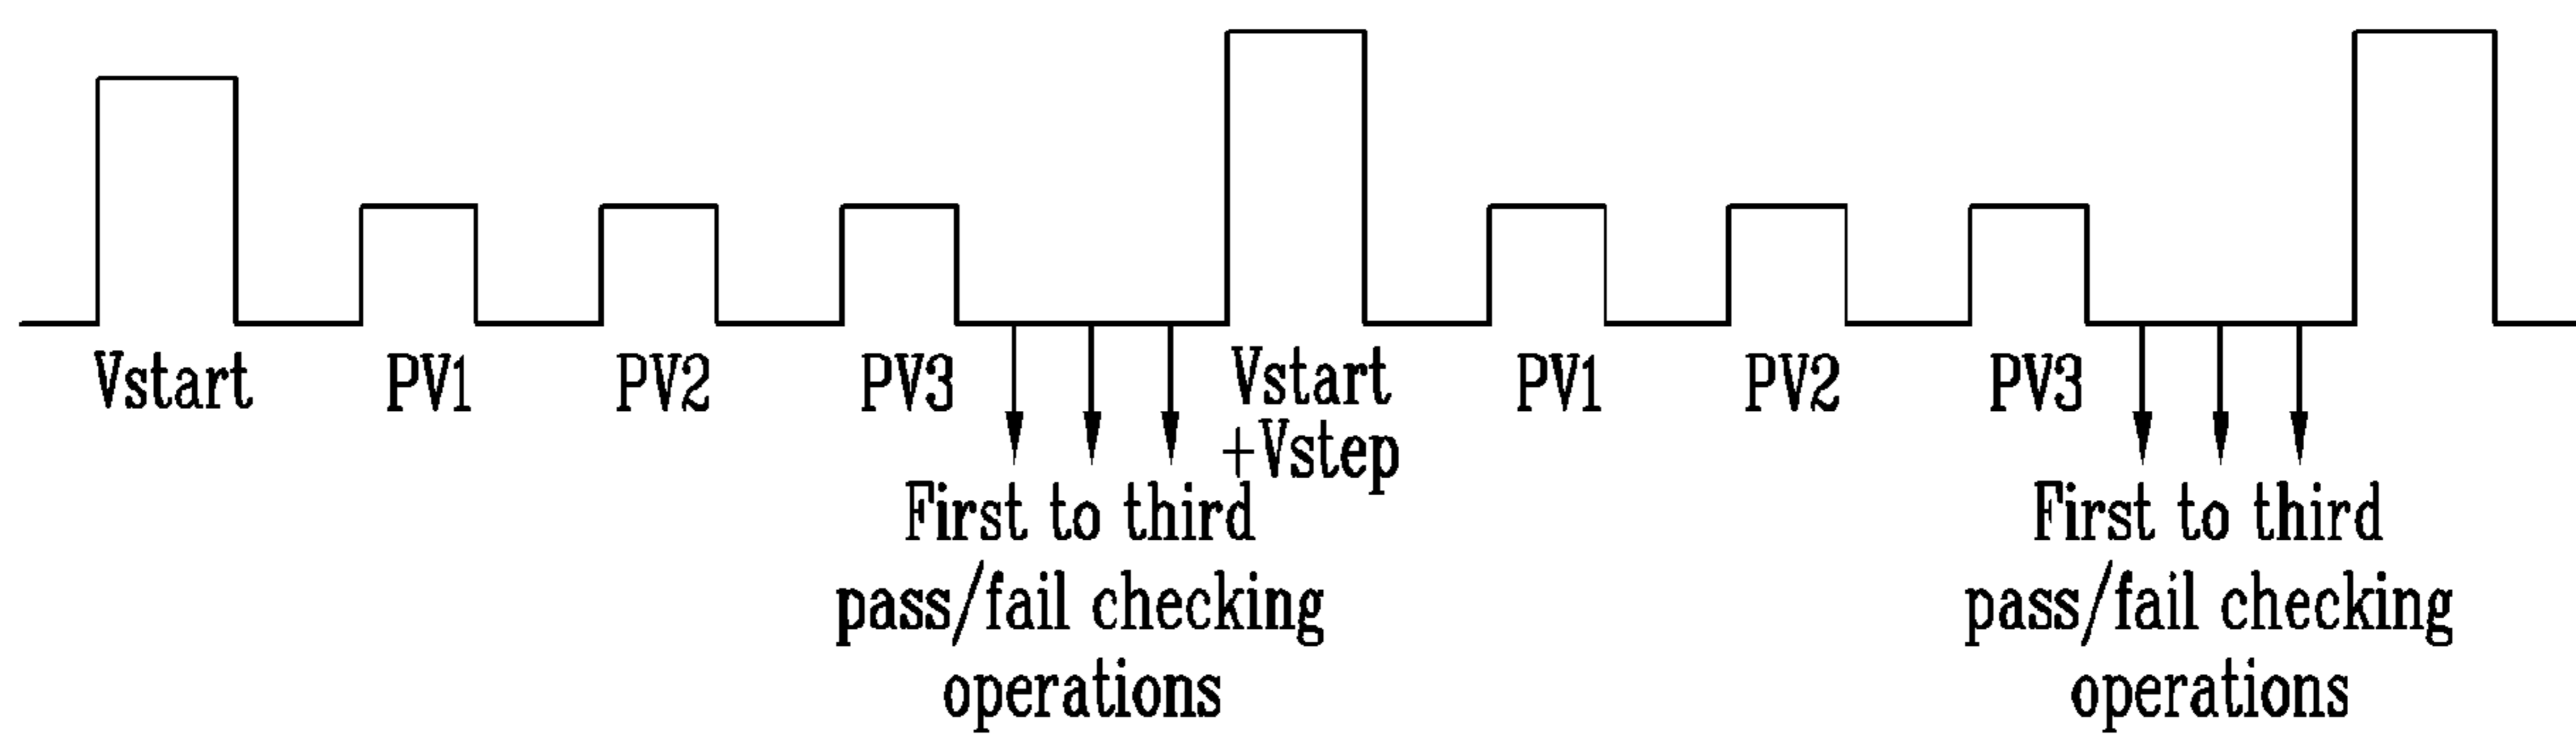 Vstart
PV1
PV2
PV3
Vstart
+Vstep
PV1
PV2
PV3
First to third
pass/fail checking
operations
First to third
pass/fail checking
operations